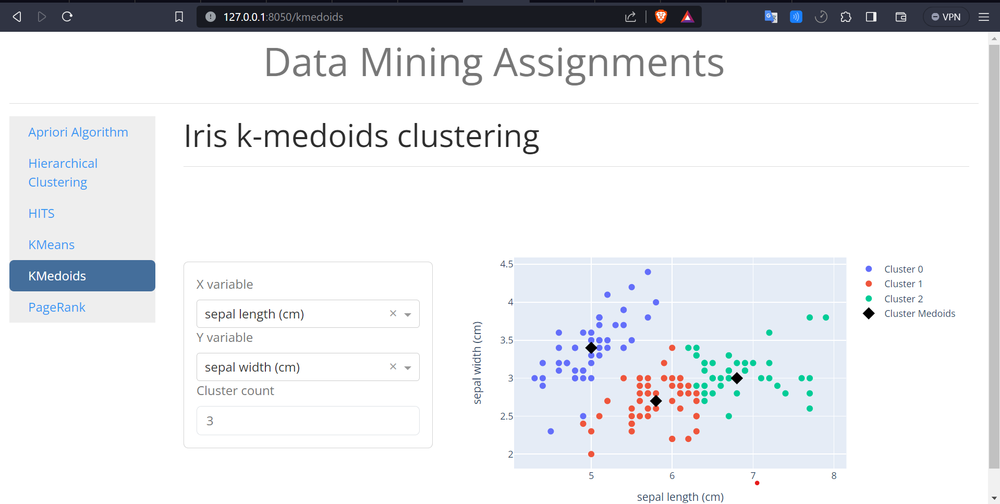 127.0.0.1:8050/kmedoids
VPN
Data Mining Assignments
Apriori Algorithm
Hierarchical
Clustering
HITS
KMeans
KMedoids
PageRank
Iris k-medoids clustering
X variable
sepal length (cm)
Y variable
sepal width (cm)
Cluster count
3
sepal width (cm)
4.5
4
3.5
3
2.5
2
5 6 7 8
sepal length (cm)
Cluster 0
Cluster 1
Cluster 2
Cluster Medoids